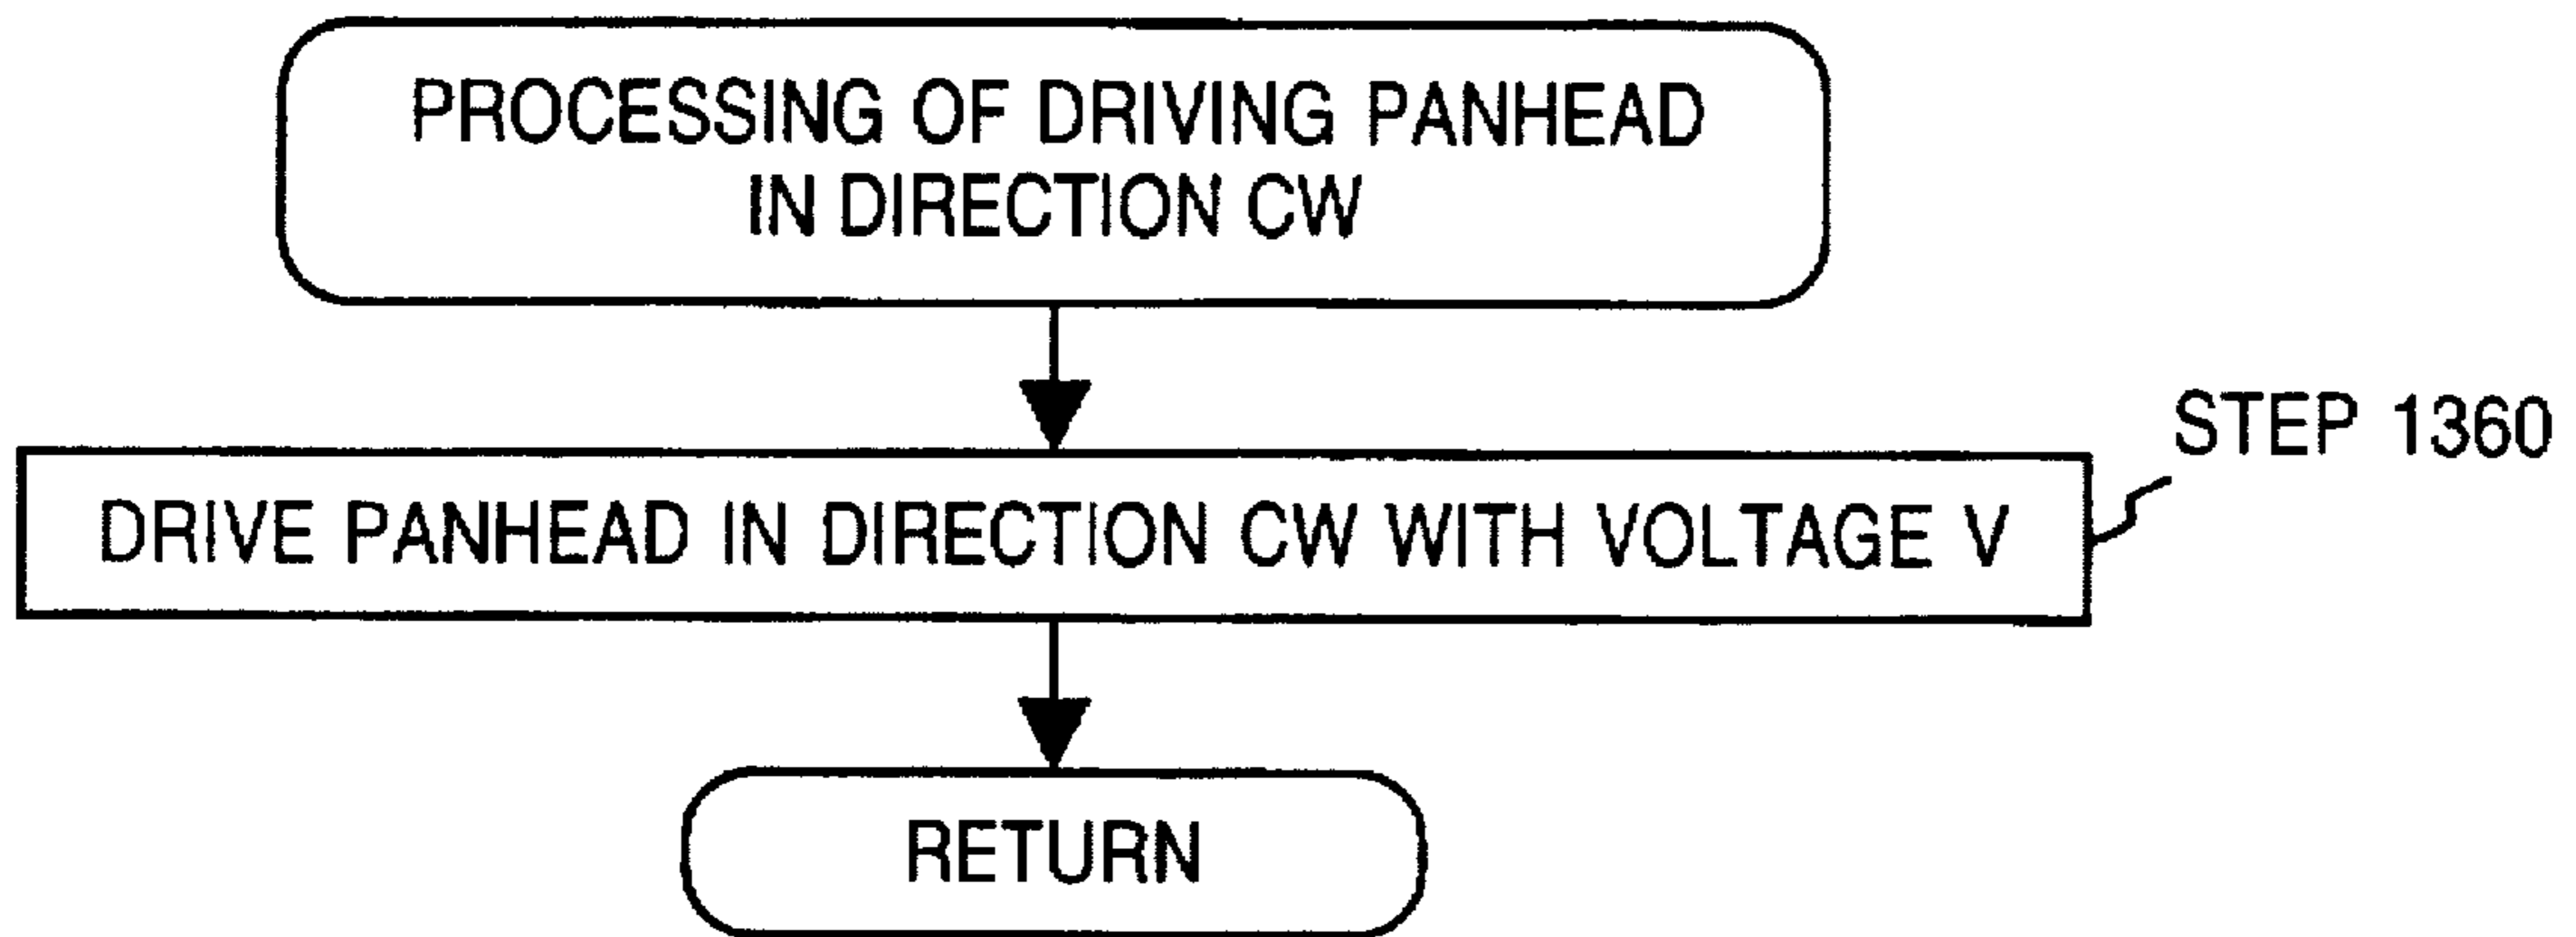 PROCESSING OF DRIVING PANHEAD
IN DIRECTION CW
STEP 1360
DRIVE PANHEAD IN DIRECTION CW WITH VOLTAGE V
RETURN